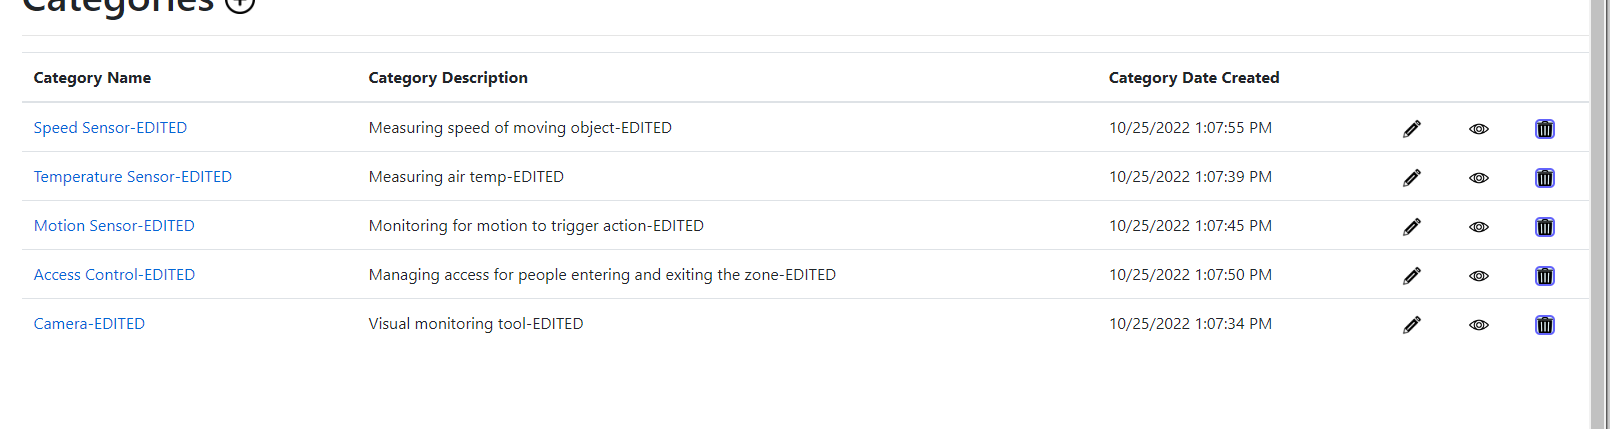 Categories
Category Name Category Description Category Date Created
Speed Sensor-EDITED Measuring speed of moving object-EDITED 10/25/2022 1:07:55 PM
Temperature Sensor-EDITED Measuring air temp-EDITED 10/25/2022 1:07:39 PM
Motion Sensor-EDITED Monitoring for motion to trigger action-EDITED 10/25/2022 1:07:45 PM
Access Control-EDITED Managing access for people entering and exiting the zone-EDITED 10/25/2022 1:07:50 PM
Camera-EDITED Visual monitoring tool-EDITED 10/25/2022 1:07:34 PM